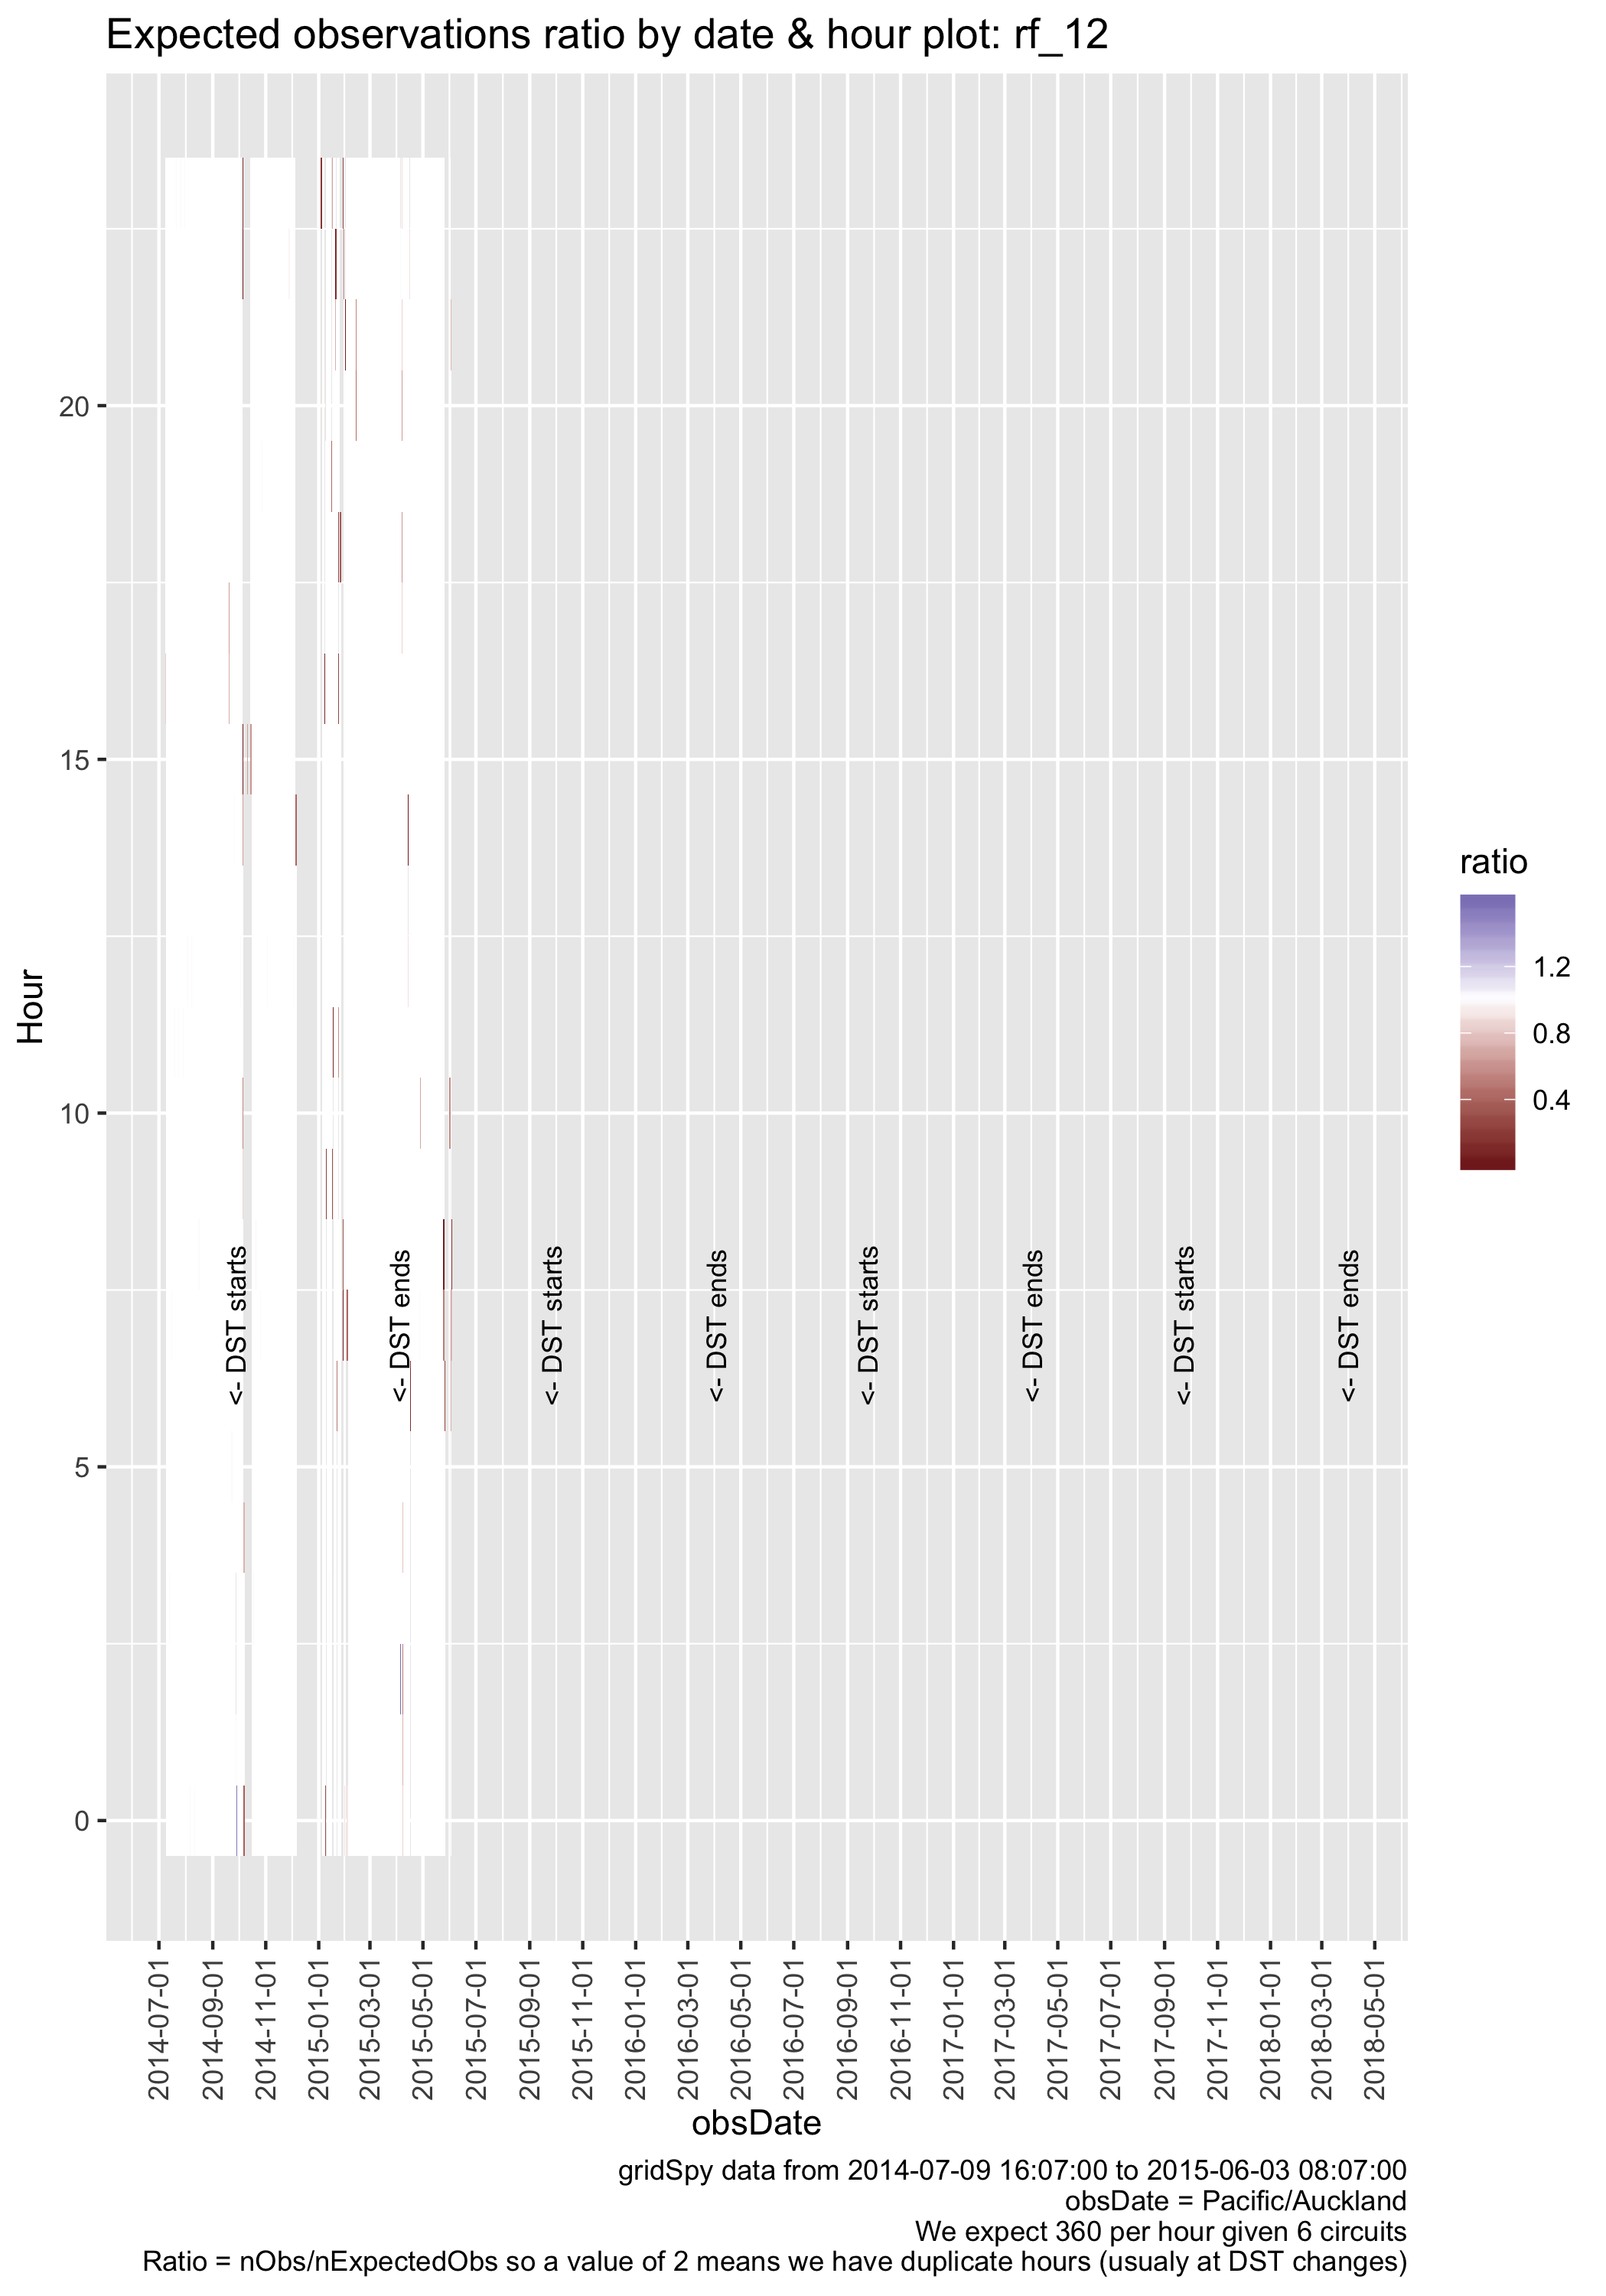 Expected observations ratio by date & hour plot: rf_12
Hour
20
15
10
5
0
<- DST starts
<- DST ends
<- DST starts
<- DST ends
<- DST starts
<- DST ends
<- DST starts
<- DST ends
ratio
1.2
0.8
0.4
2014-07-01
2014-09-01
2014-11-01
2015-01-01
2015-03-01
2015-05-01
2015-07-01
2015-09-01
2015-11-01
2016-01-01
2016-03-01
2016-05-01
2016-07-01
2016-09-01
2016-11-01
2017-01-01
2017-03-01
2017-05-01
2017-07-01
2017-09-01
2017-11-01
2018-01-01
2018-03-01
2018-05-01
obsDate
gridSpy data from 2014-07-09 16:07:00 to 2015-06-03 08:07:00
obsDate = Pacific/Auckland
We expect 360 per hour given 6 circuits
Ratio = nObs/nExpectedObs so a value of 2 means we have duplicate hours (usualy at DST changes)